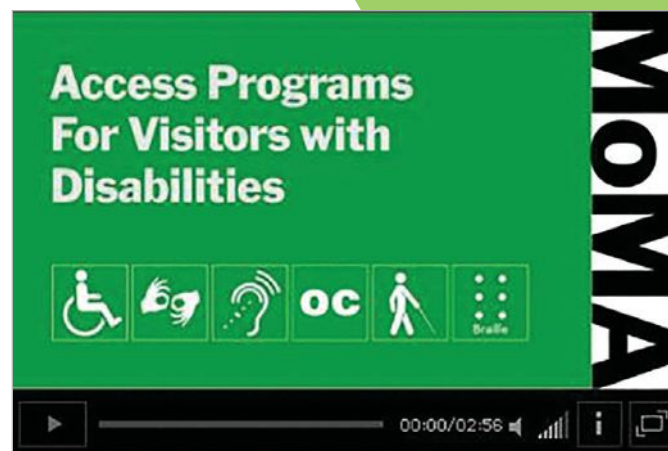 Access Programs
For Visitors with
Disabilities
MoMA
OC
Braille
00:00/02:56
i